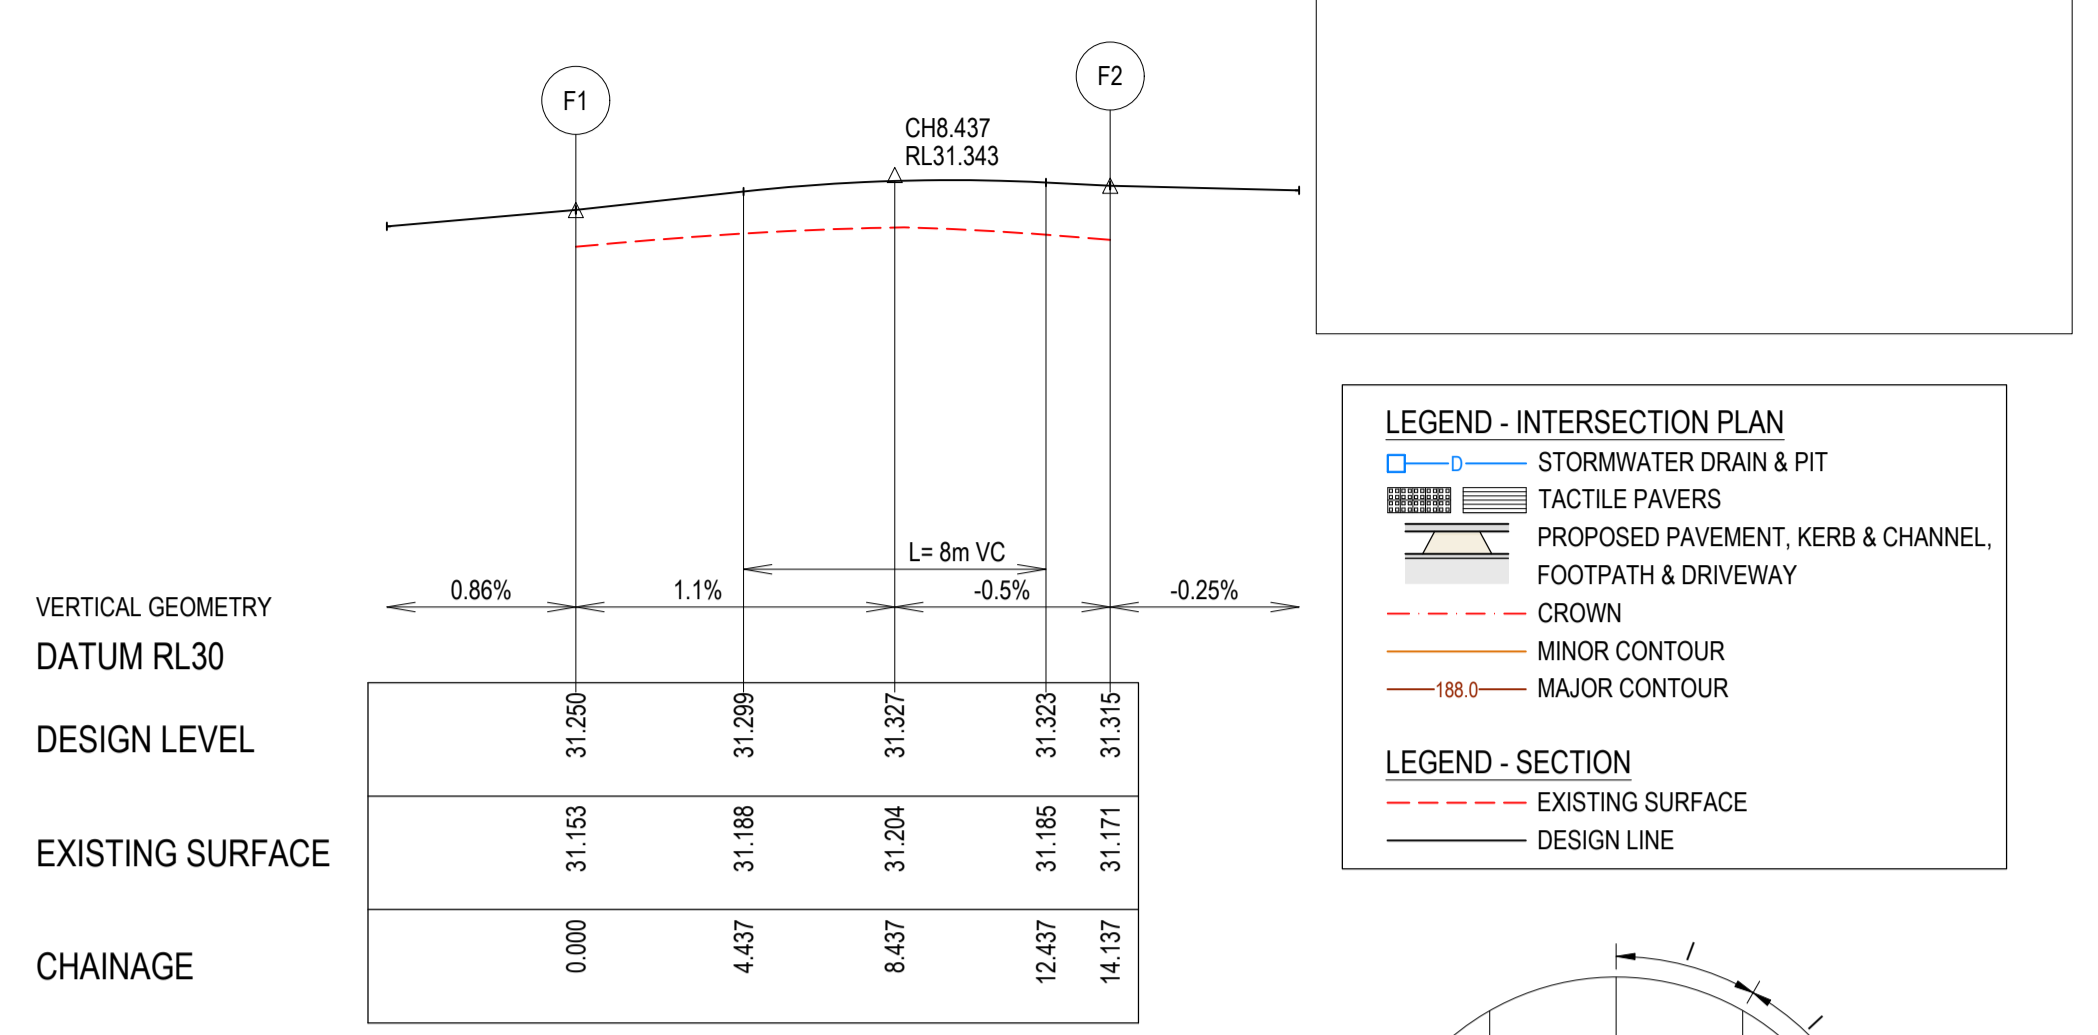 F1
F2
CH8.437
RL31.343
L= 8m VC
0.86%
1.1%
-0.5%
-0.25%
VERTICAL GEOMETRY
DATUM RL30
DESIGN LEVEL
31.250
31.299
31.327
31.323
31.315
EXISTING SURFACE
31.153
31.188
31.204
31.185
31.171
CHAINAGE
0.000
4.437
8.437
12.437
14.137
LEGEND - INTERSECTION PLAN
D
STORMWATER DRAIN & PIT
TACTILE PAVERS
PROPOSED PAVEMENT, KERB & CHANNEL,
FOOTPATH & DRIVEWAY
CROWN
MINOR CONTOUR
188.0
MAJOR CONTOUR
LEGEND - SECTION
EXISTING SURFACE
DESIGN LINE